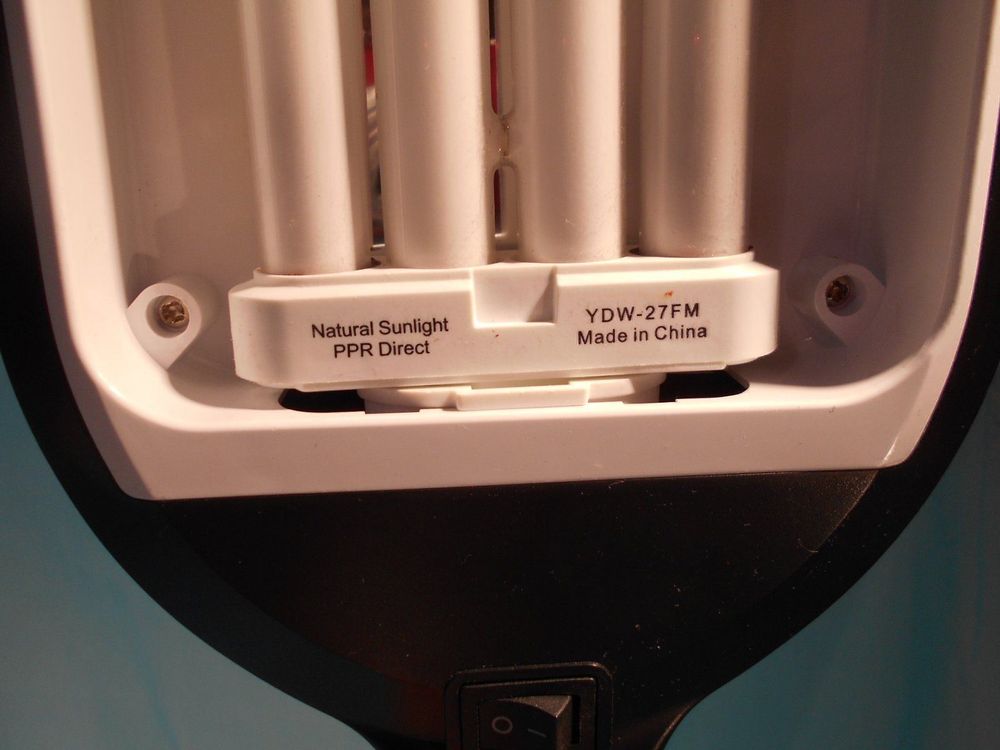 Natural Sunlight
PPR Direct
YDW-27FM
Made in China
O I